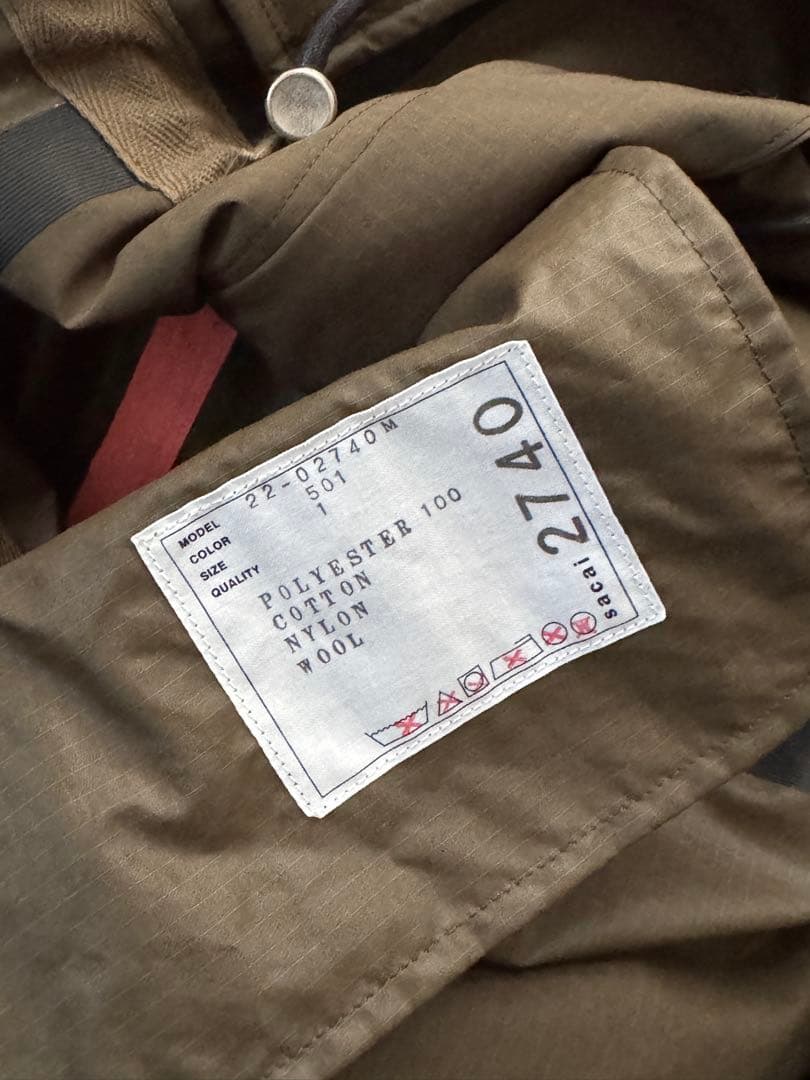 MODEL 22-02740M
COLOR 501
SIZE 1
QUALITY
POLYESTER 100
COTTON
NYLON
WOOL
sacai 2740